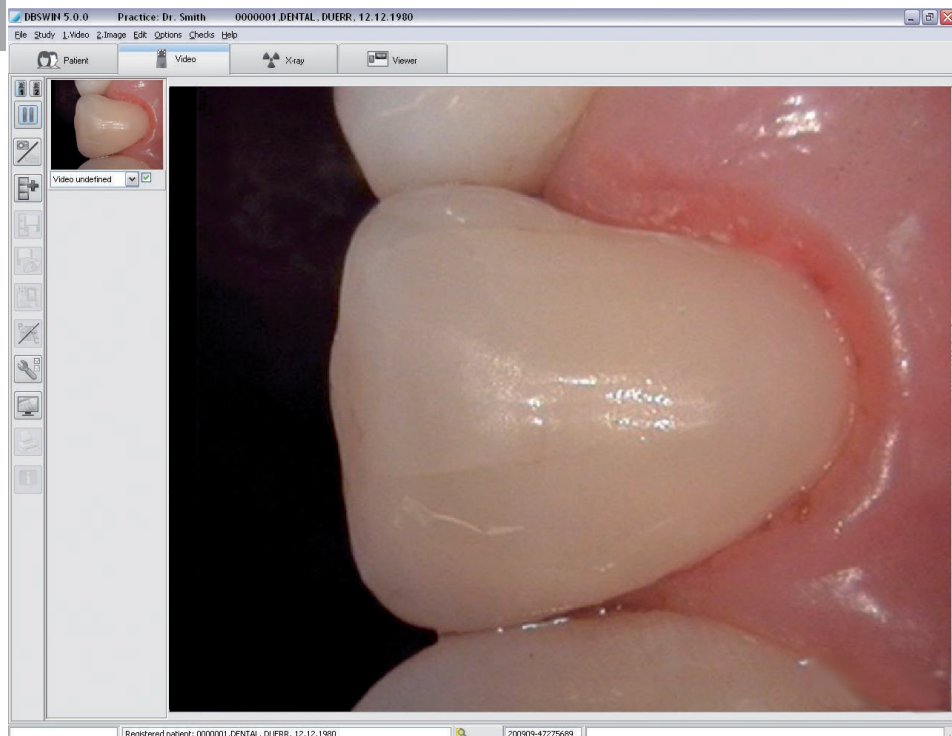 DBSWIN 5.0.0 Practice: Dr. Smith 0000001 ,DENTAL , DUERR, 12.12.1980
File Study 1.Video 2.Image Edit Options Checks Help
Patient Video X-ray Viewer
1 2
Video undefined
Registered patient: 0000001,DENTAL , DUERR, 12.12.1980 200909-47275689